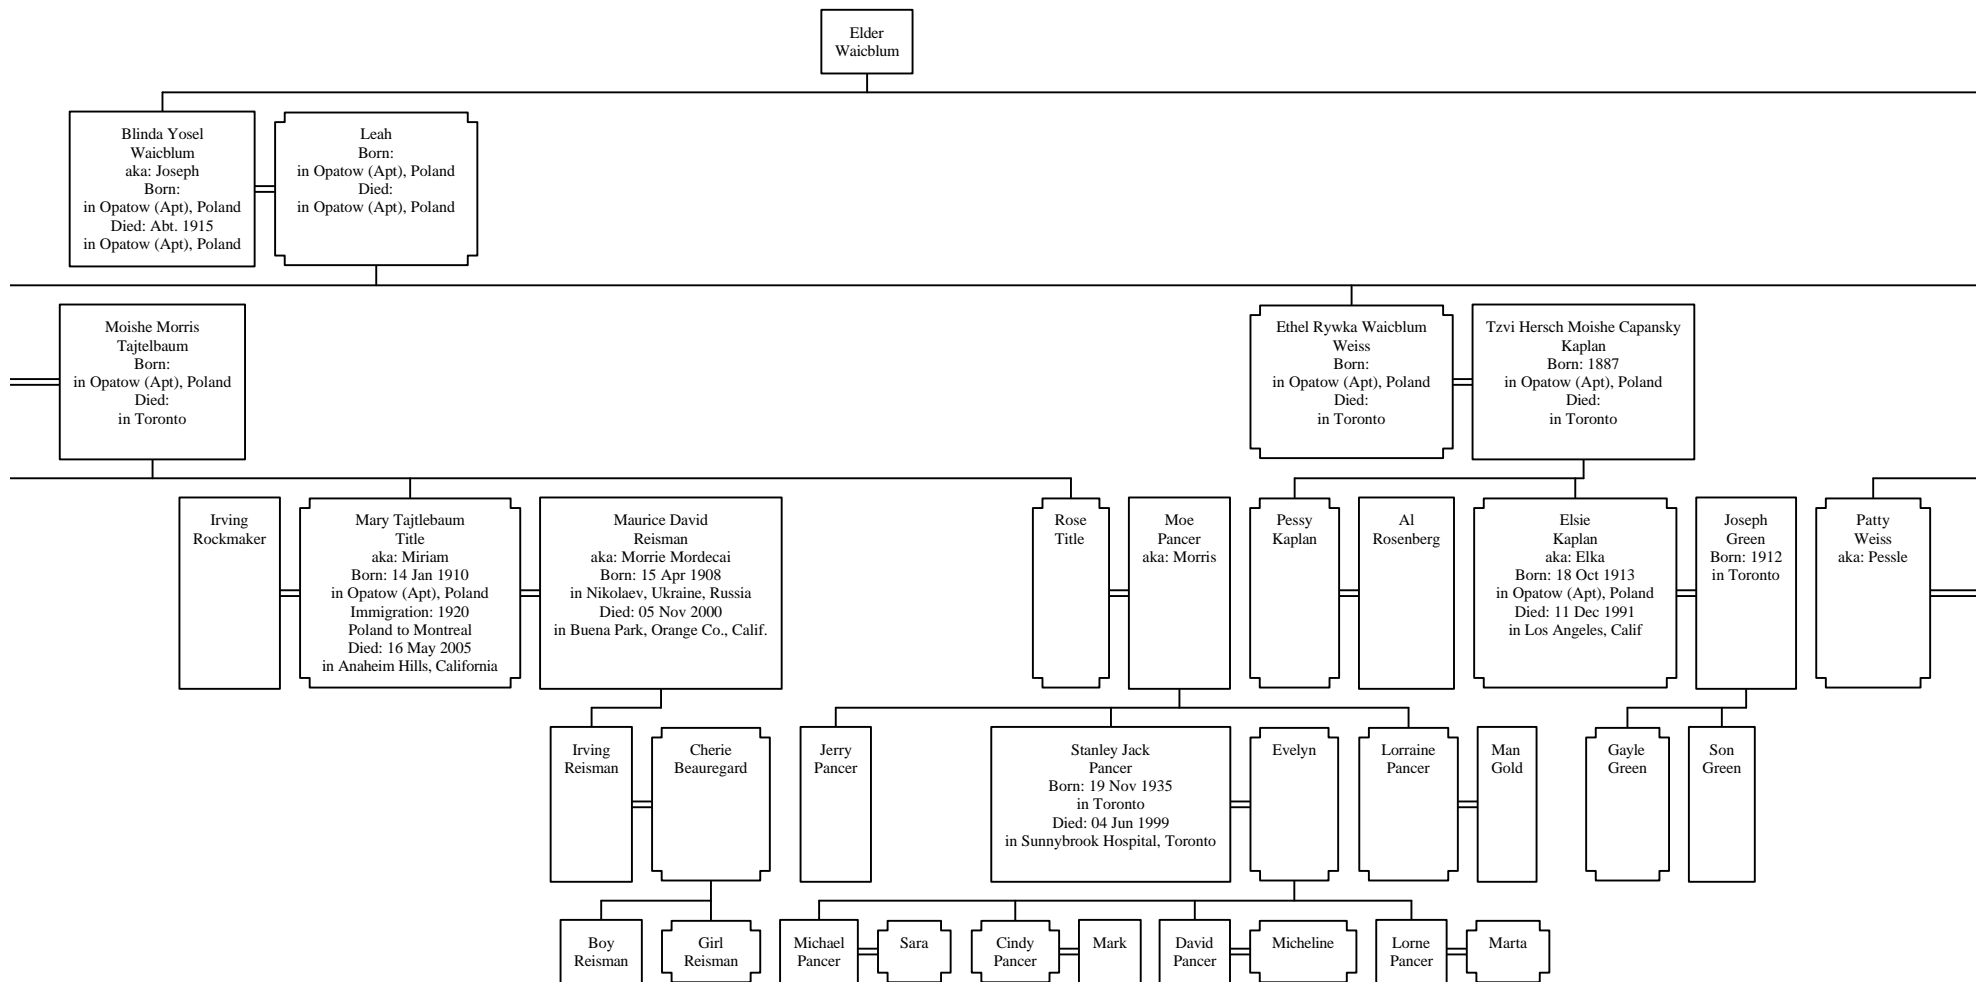 Elder
Waicblum
Blinda Yosel
Waicblum
aka: Joseph
Born:
in Opatow (Apt), Poland
Died: Abt. 1915
in Opatow (Apt), Poland
Leah
Born:
in Opatow (Apt), Poland
Died:
in Opatow (Apt), Poland
Moishe Morris
Tajtelbaum
Born:
in Opatow (Apt), Poland
Died:
in Toronto
Ethel Rywka Waicblum
Weiss
Born:
in Opatow (Apt), Poland
Died:
in Toronto
Tzvi Hersch Moishe Capansky
Kaplan
Born: 1887
in Opatow (Apt), Poland
Died:
in Toronto
Irving
Rockmaker
Mary Tajtlebaum
Title
aka: Miriam
Born: 14 Jan 1910
in Opatow (Apt), Poland
Immigration: 1920
Poland to Montreal
Died: 16 May 2005
in Anaheim Hills, California
Maurice David
Reisman
aka: Morrie Mordecai
Born: 15 Apr 1908
in Nikolaev, Ukraine, Russia
Died: 05 Nov 2000
in Buena Park, Orange Co., Calif.
Rose
Title
Moe
Pancer
aka: Morris
Pessy
Kaplan
Al
Rosenberg
Elsie
Kaplan
aka: Elka
Born: 18 Oct 1913
in Opatow (Apt), Poland
Died: 11 Dec 1991
in Los Angeles, Calif
Joseph
Green
Born: 1912
in Toronto
Patty
Weiss
aka: Pessle
Irving
Reisman
Cherie
Beauregard
Jerry
Pancer
Stanley Jack
Pancer
Born: 19 Nov 1935
in Toronto
Died: 04 Jun 1999
in Sunnybrook Hospital, Toronto
Evelyn
Lorraine
Pancer
Man
Gold
Gayle
Green
Son
Green
Boy
Reisman
Girl
Reisman
Michael
Pancer
Sara
Cindy
Pancer
Mark
David
Pancer
Micheline
Lorne
Pancer
Marta